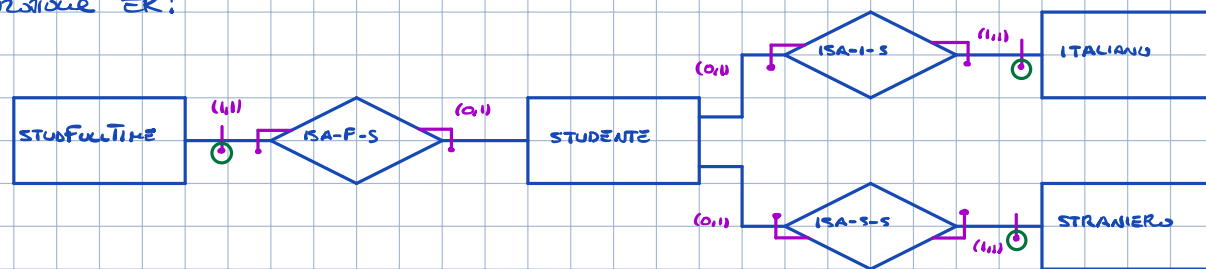 ER:
(1,1)
ISA-I-S
ITALIANO
(0,1)
(1,1)
(0,1)
STUDFULLTIME
ISA-F-S
STUDENTE
(0,1)
ISA-S-S
(1,1)
STRANIERO